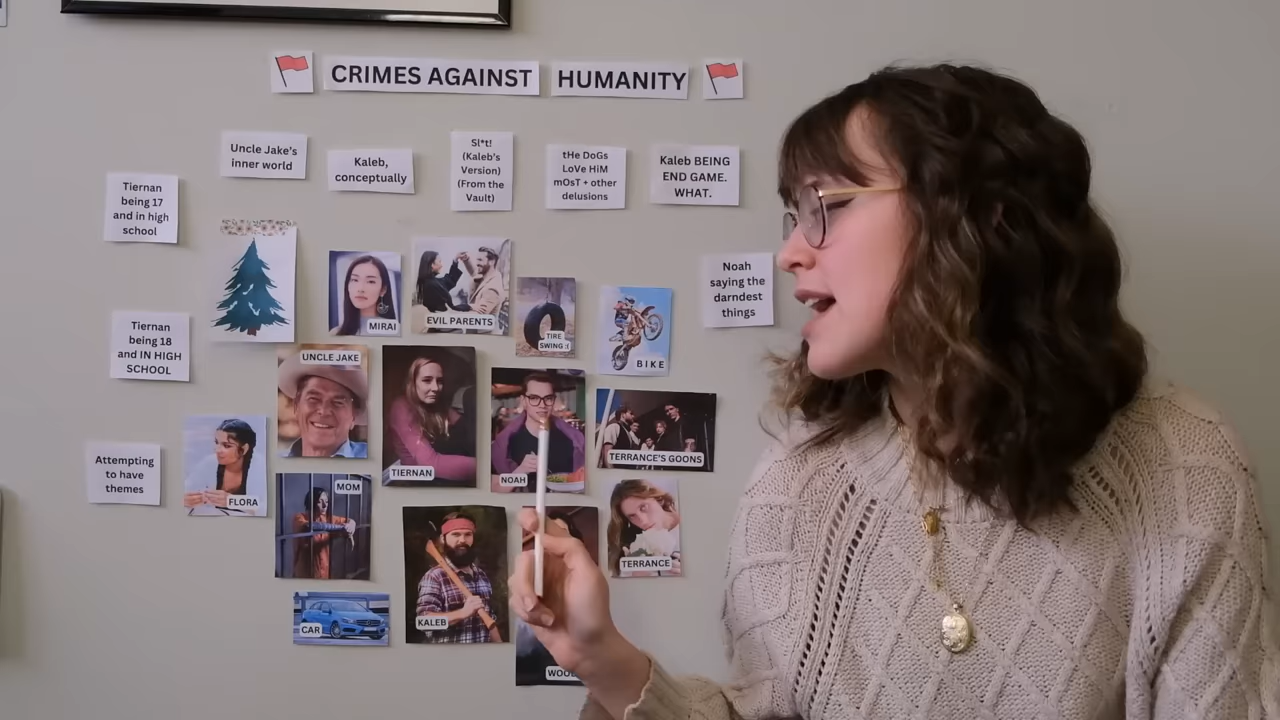 CRIMES AGAINST HUMANITY
Uncle Jake's
inner world
Kaleb,
conceptually
Sl*t!
(Kaleb's
Version)
(From the
Vault)
tHe DoGs
LoVe HiM
mOsT + other
delusions
Kaleb BEING
END GAME.
WHAT.
Tiernan
being 17
and in high
school
Noah
saying the
darndest
things
MIRAI
EVIL PARENTS
TIRE
SWING :(
BIKE
Tiernan
being 18
and IN HIGH
SCHOOL
UNCLE JAKE
TIERNAN
NOAH
TERRANCE'S GOONS
Attempting
to have
themes
FLORA
MOM
KALEB
TERRANCE
CAR